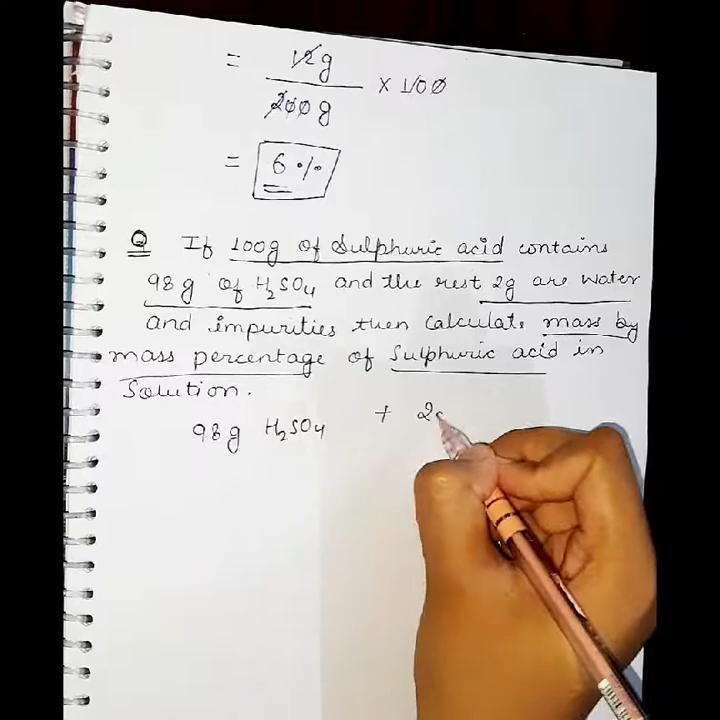 = 12g
200g × 100
= 6 %
Q If 100g of Sulphuric acid contains
98g of H₂SO₄ and the rest 2g are water
and impurities then calculate mass by
mass percentage of Sulphuric acid in
Solution.
98g H₂SO₄ + 2